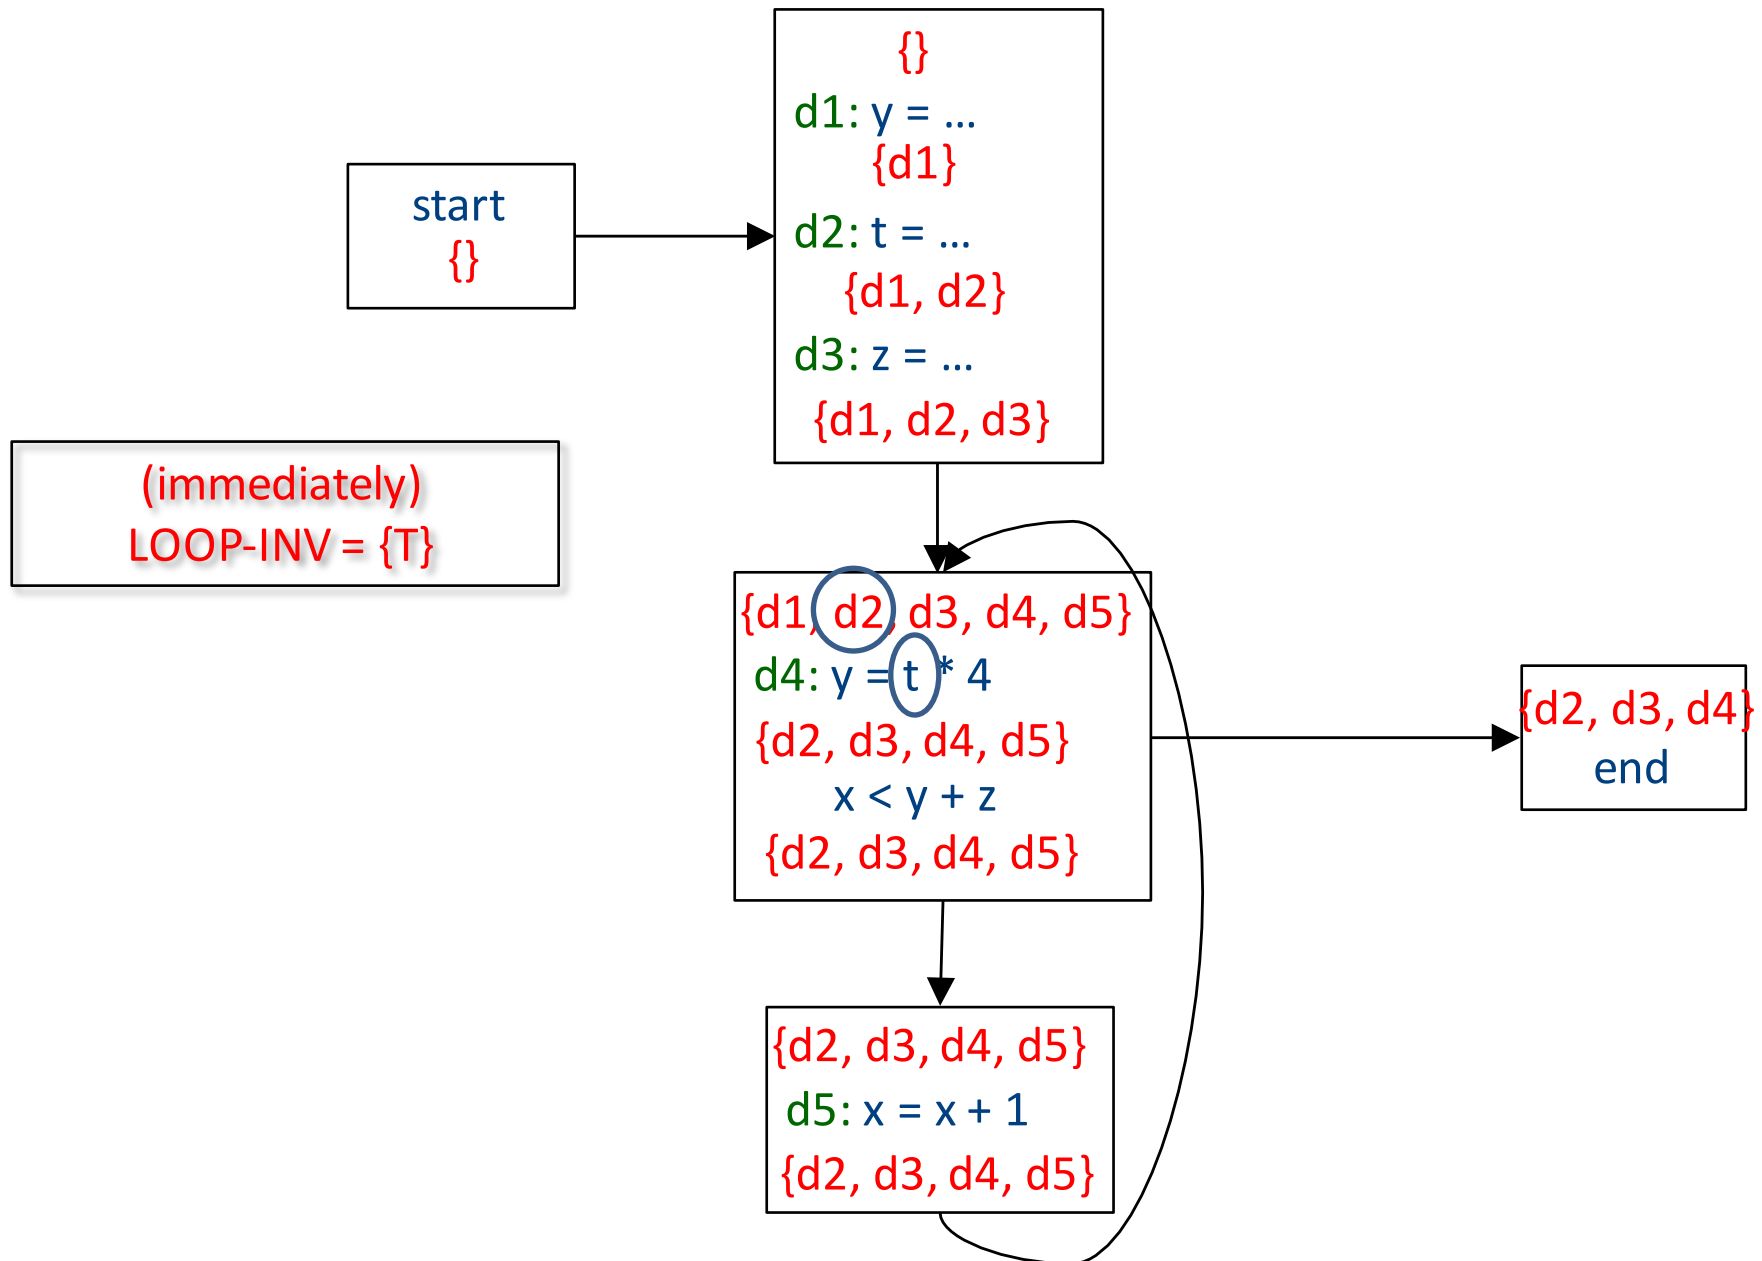 start
{}
{}
d1: y = ...
{d1}
d2: t = ...
{d1, d2}
d3: z = ...
{d1, d2, d3}
(immediately)
LOOP-INV = {T}
{d1, d2, d3, d4, d5}
d4: y = t * 4
{d2, d3, d4, d5}
x < y + z
{d2, d3, d4, d5}
{d2, d3, d4}
end
{d2, d3, d4, d5}
d5: x = x + 1
{d2, d3, d4, d5}